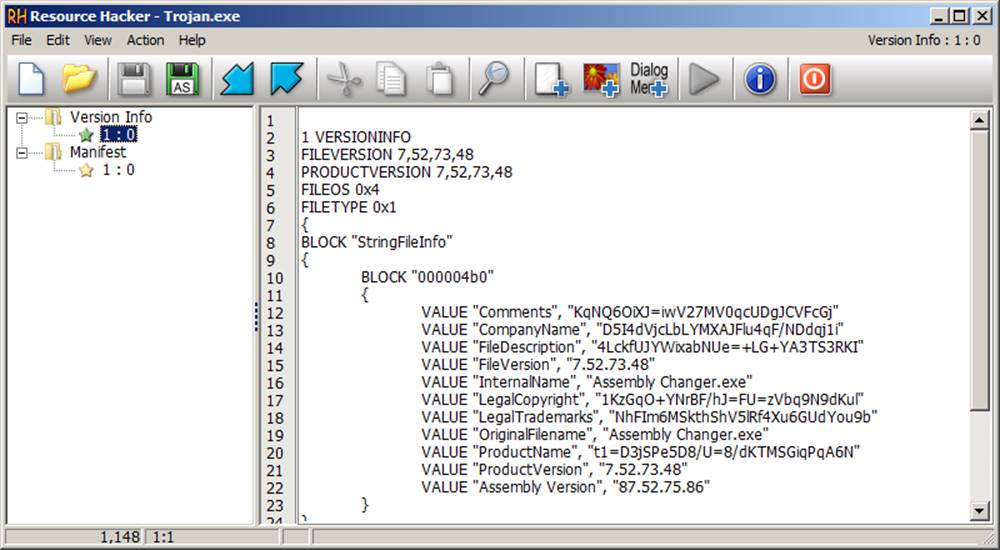 Resource Hacker - Trojan.exe
File Edit View Action Help
Version Info : 1 : 0
AS
Dialog
Men
Version Info
1 : 0
Manifest
1 : 0
1
2 1 VERSIONINFO
3 FILEVERSION 7,52,73,48
4 PRODUCTVERSION 7,52,73,48
5 FILEOS 0x4
6 FILETYPE 0x1
7 {
8 BLOCK "StringFileInfo"
9 {
10 BLOCK "000004b0"
11 {
12 VALUE "Comments", "KqNQ6OiXJ=iwV27MV0qcUDgJCVFcGj"
13 VALUE "CompanyName", "D5I4dVjcLbLYMXAJFlu4qF/NDdqj1i"
14 VALUE "FileDescription", "4LckfUJYWixabNUe=+LG+YA3TS3RKI"
15 VALUE "FileVersion", "7.52.73.48"
16 VALUE "InternalName", "Assembly Changer.exe"
17 VALUE "LegalCopyright", "1KzGqO+YNrBF/hJ=FU=zVbq9N9dKul"
18 VALUE "LegalTrademarks", "NhFIm6MSkthShV5lRf4Xu6GUdYou9b"
19 VALUE "OriginalFilename", "Assembly Changer.exe"
20 VALUE "ProductName", "t1=D3jSPe5D8/U=8/dKTMSGiqPqA6N"
21 VALUE "ProductVersion", "7.52.73.48"
22 VALUE "Assembly Version", "87.52.75.86"
23 }
24 }
1,148 1:1